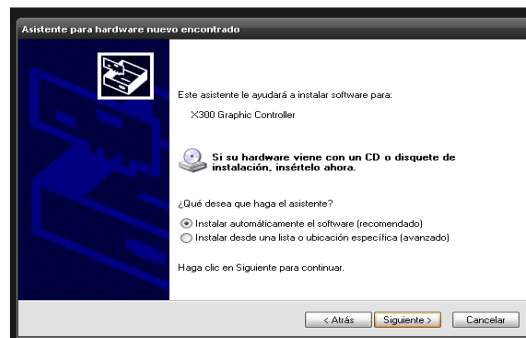 Asistente para hardware nuevo encontrado
Este asistente le ayudará a instalar software para:
X300 Graphic Controller
Si su hardware viene con un CD o disquete de
instalación, insértelo ahora.
¿Qué desea que haga el asistente?
Instalar automáticamente el software (recomendado)
Instalar desde una lista o ubicación específica (avanzado)
Haga clic en Siguiente para continuar.
< Atrás
Siguiente >
Cancelar